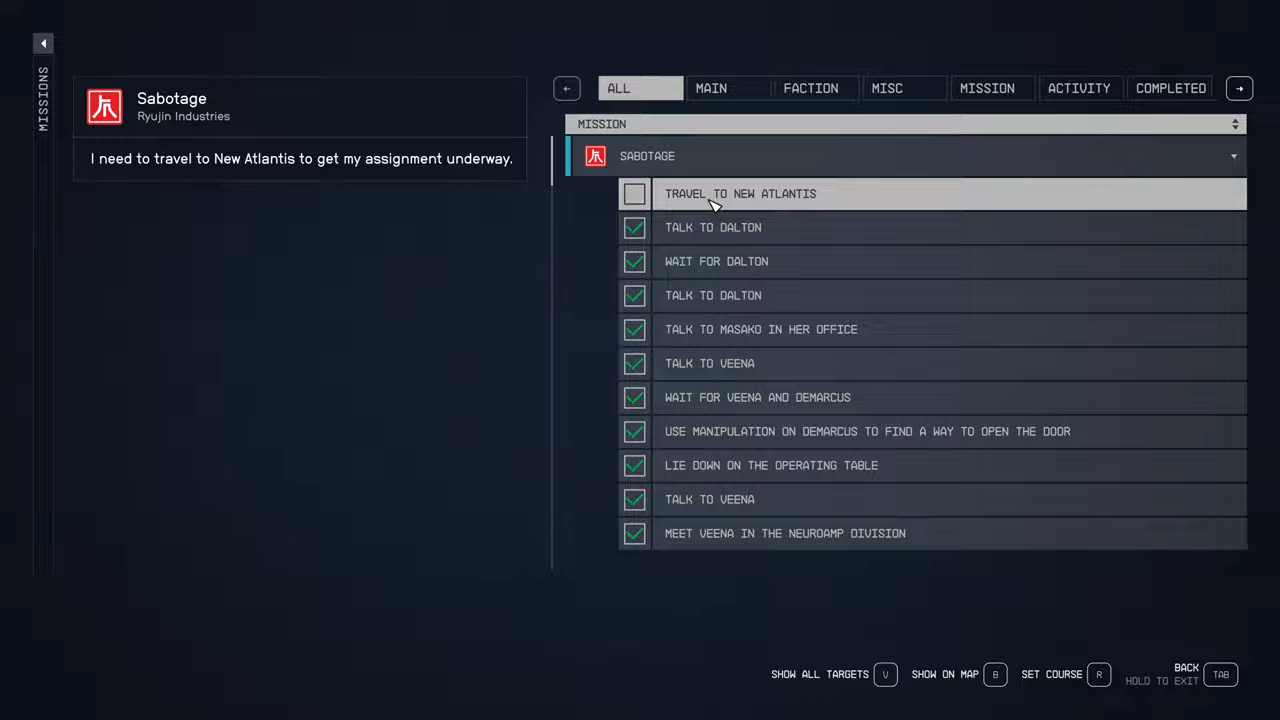 MISSIONS
Sabotage
Ryujin Industries
I need to travel to New Atlantis to get my assignment underway.
ALL MAIN FACTION MISC MISSION ACTIVITY COMPLETED
MISSION
SABOTAGE
TRAVEL TO NEW ATLANTIS
TALK TO DALTON
WAIT FOR DALTON
TALK TO DALTON
TALK TO MASAKO IN HER OFFICE
TALK TO VEENA
WAIT FOR VEENA AND DEMARCUS
USE MANIPULATION ON DEMARCUS TO FIND A WAY TO OPEN THE DOOR
LIE DOWN ON THE OPERATING TABLE
TALK TO VEENA
MEET VEENA IN THE NEUROAMP DIVISION
SHOW ALL TARGETS V SHOW ON MAP B SET COURSE R BACK TAB
HOLD TO EXIT